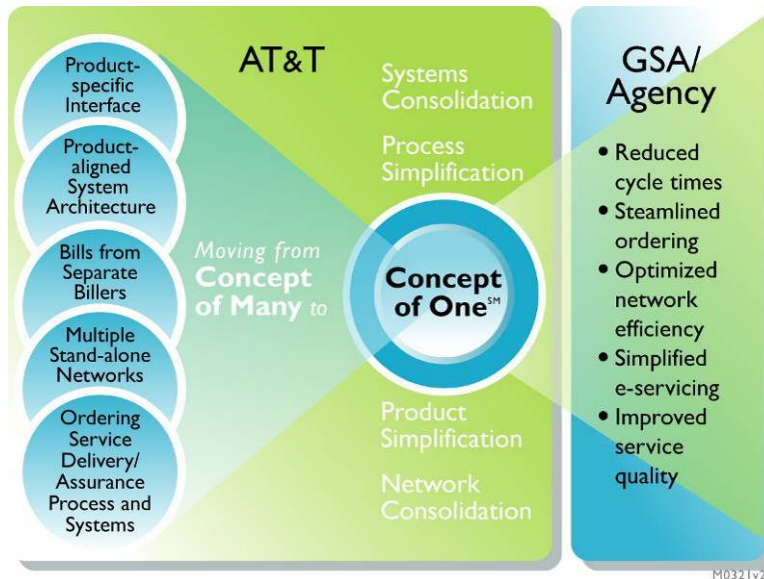 AT&T
Product-
specific
Interface
Product-
aligned
System
Architecture
Bills from
Separate
Billers
Multiple
Stand-alone
Networks
Ordering
Service
Delivery/
Assurance
Process and
Systems
Moving from
Concept
of Many to
Systems
Consolidation
Process
Simplification
Concept
of One℠
Product
Simplification
Network
Consolidation
GSA/
Agency
• Reduced
cycle times
• Streamlined
ordering
• Optimized
network
efficiency
• Simplified
e-servicing
• Improved
service
quality
M0321v2